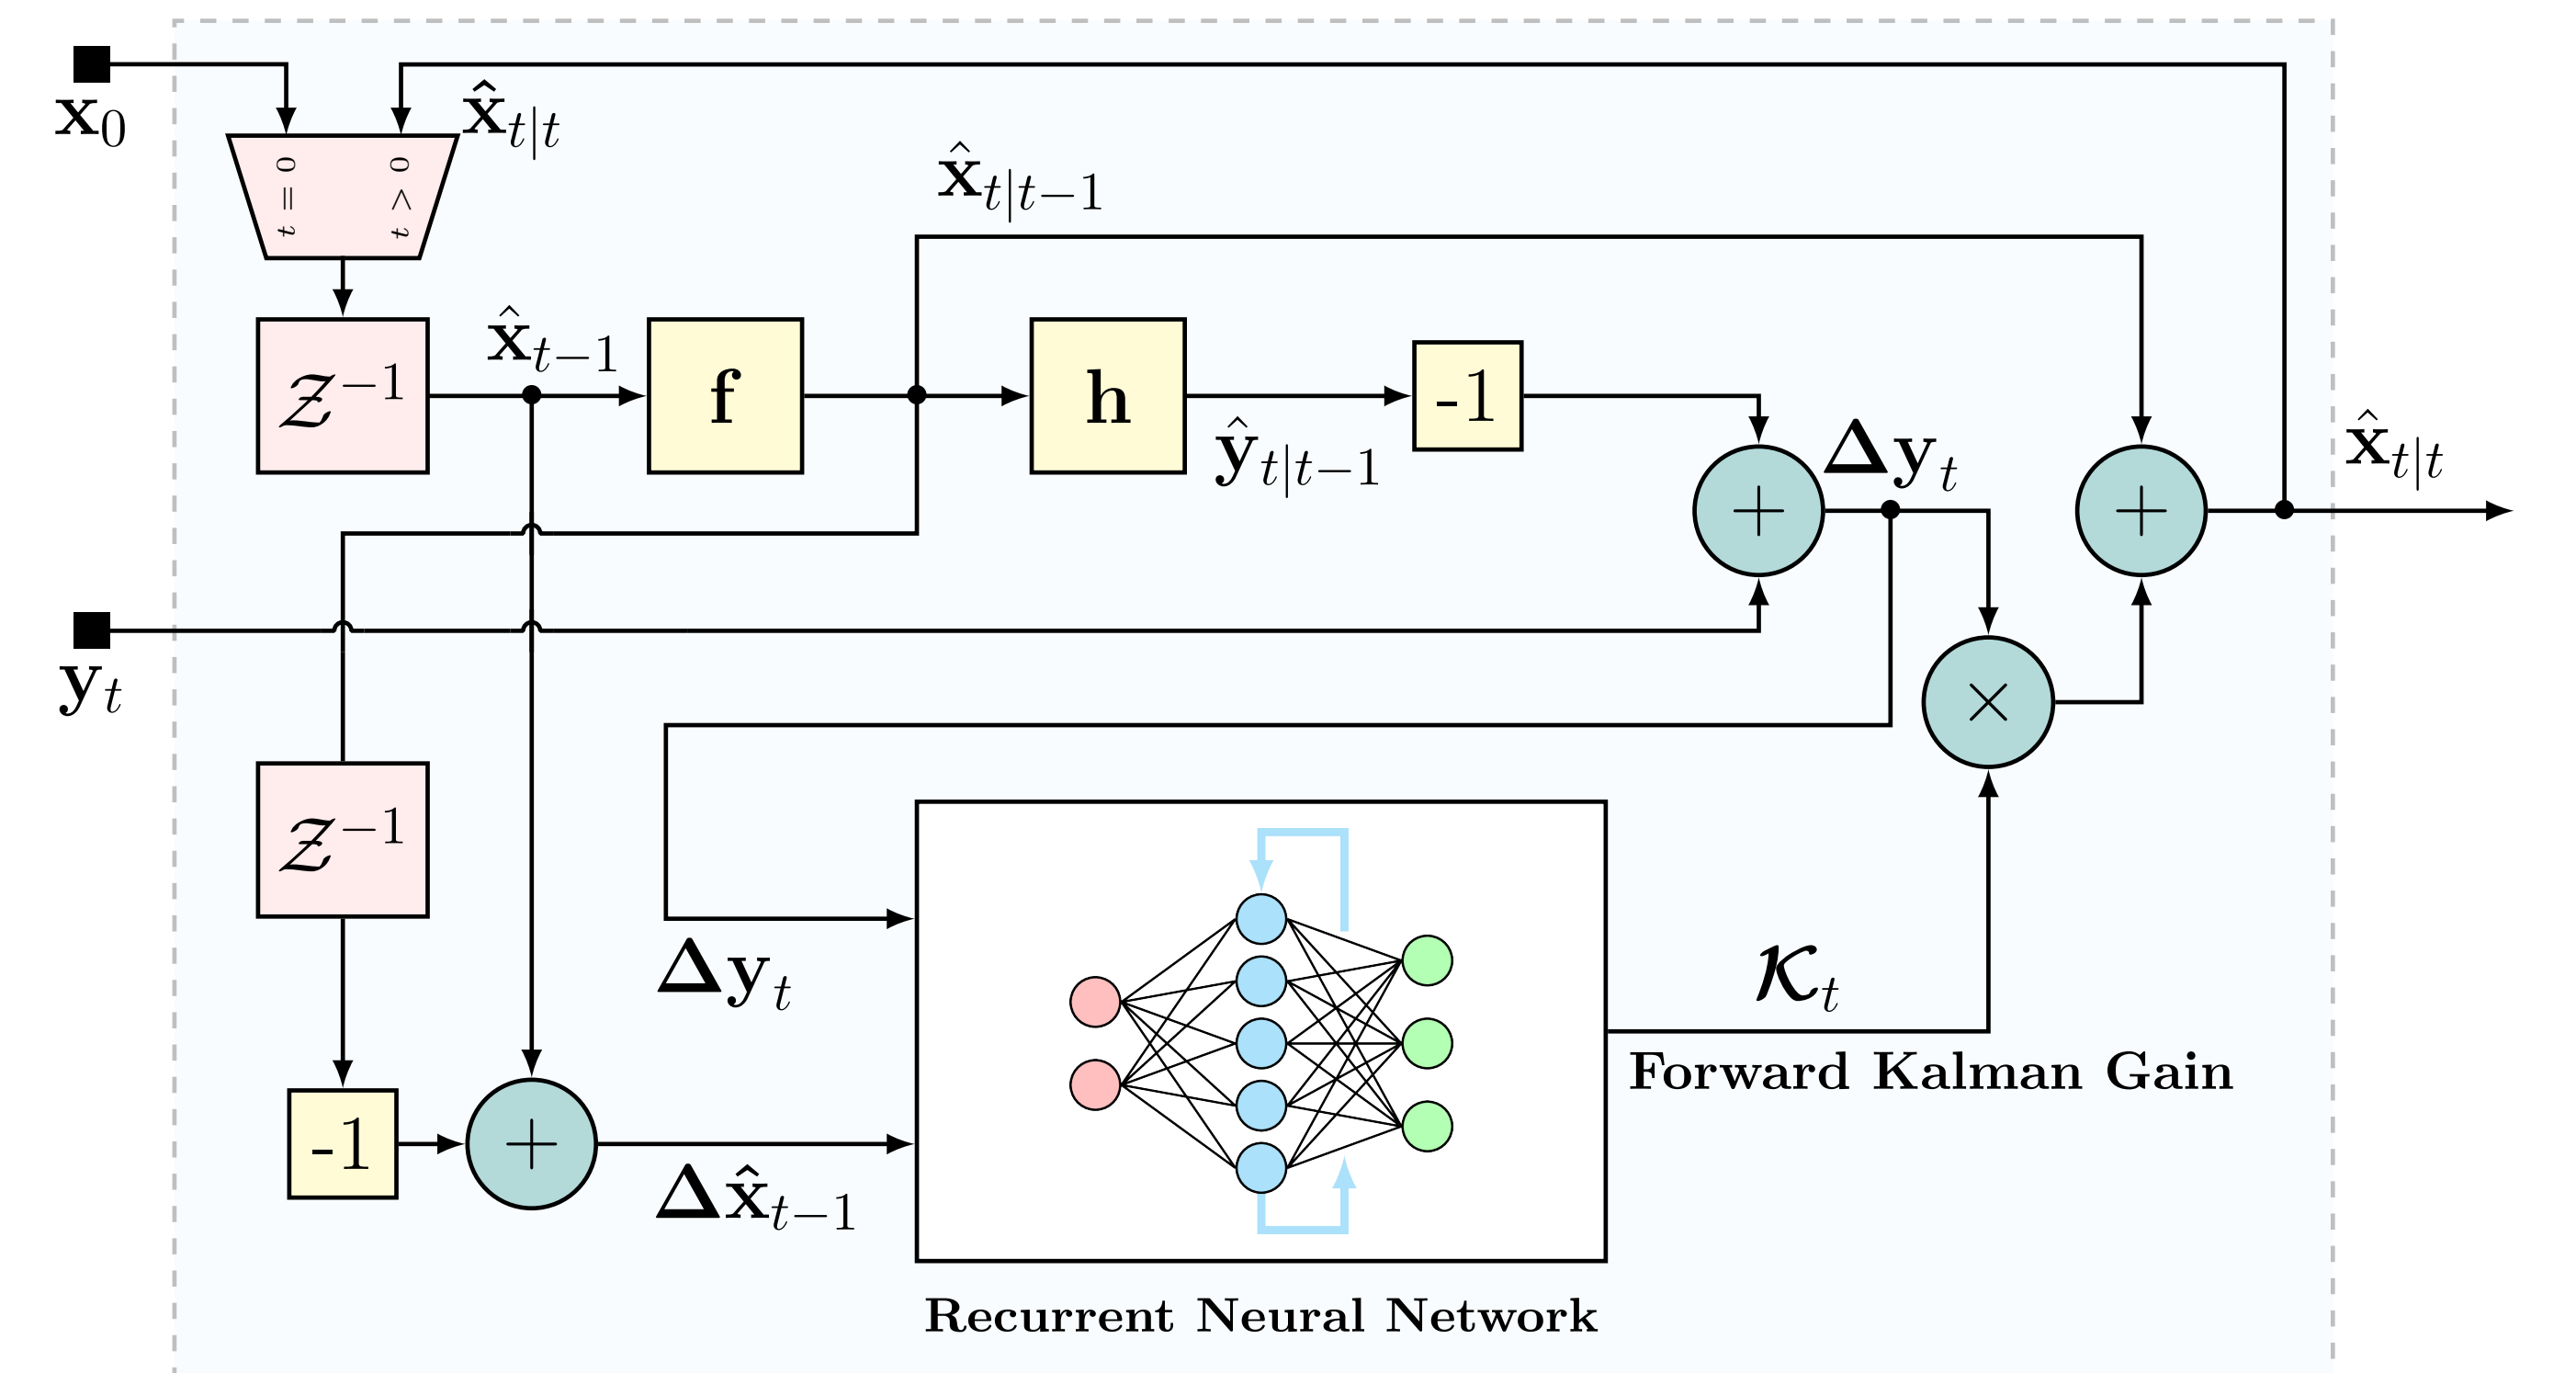 x₀
x̂ₜ|ₜ
t = 0
t > 0
x̂ₜ|ₜ₋₁
𝒵⁻¹
x̂ₜ₋₁
f
h
ŷₜ|ₜ₋₁
-1
+
Δyₜ
+
x̂ₜ|ₜ
yₜ
×
𝒵⁻¹
Δyₜ
𝒦ₜ
Forward Kalman Gain
-1
+
Δx̂ₜ₋₁
Recurrent Neural Network